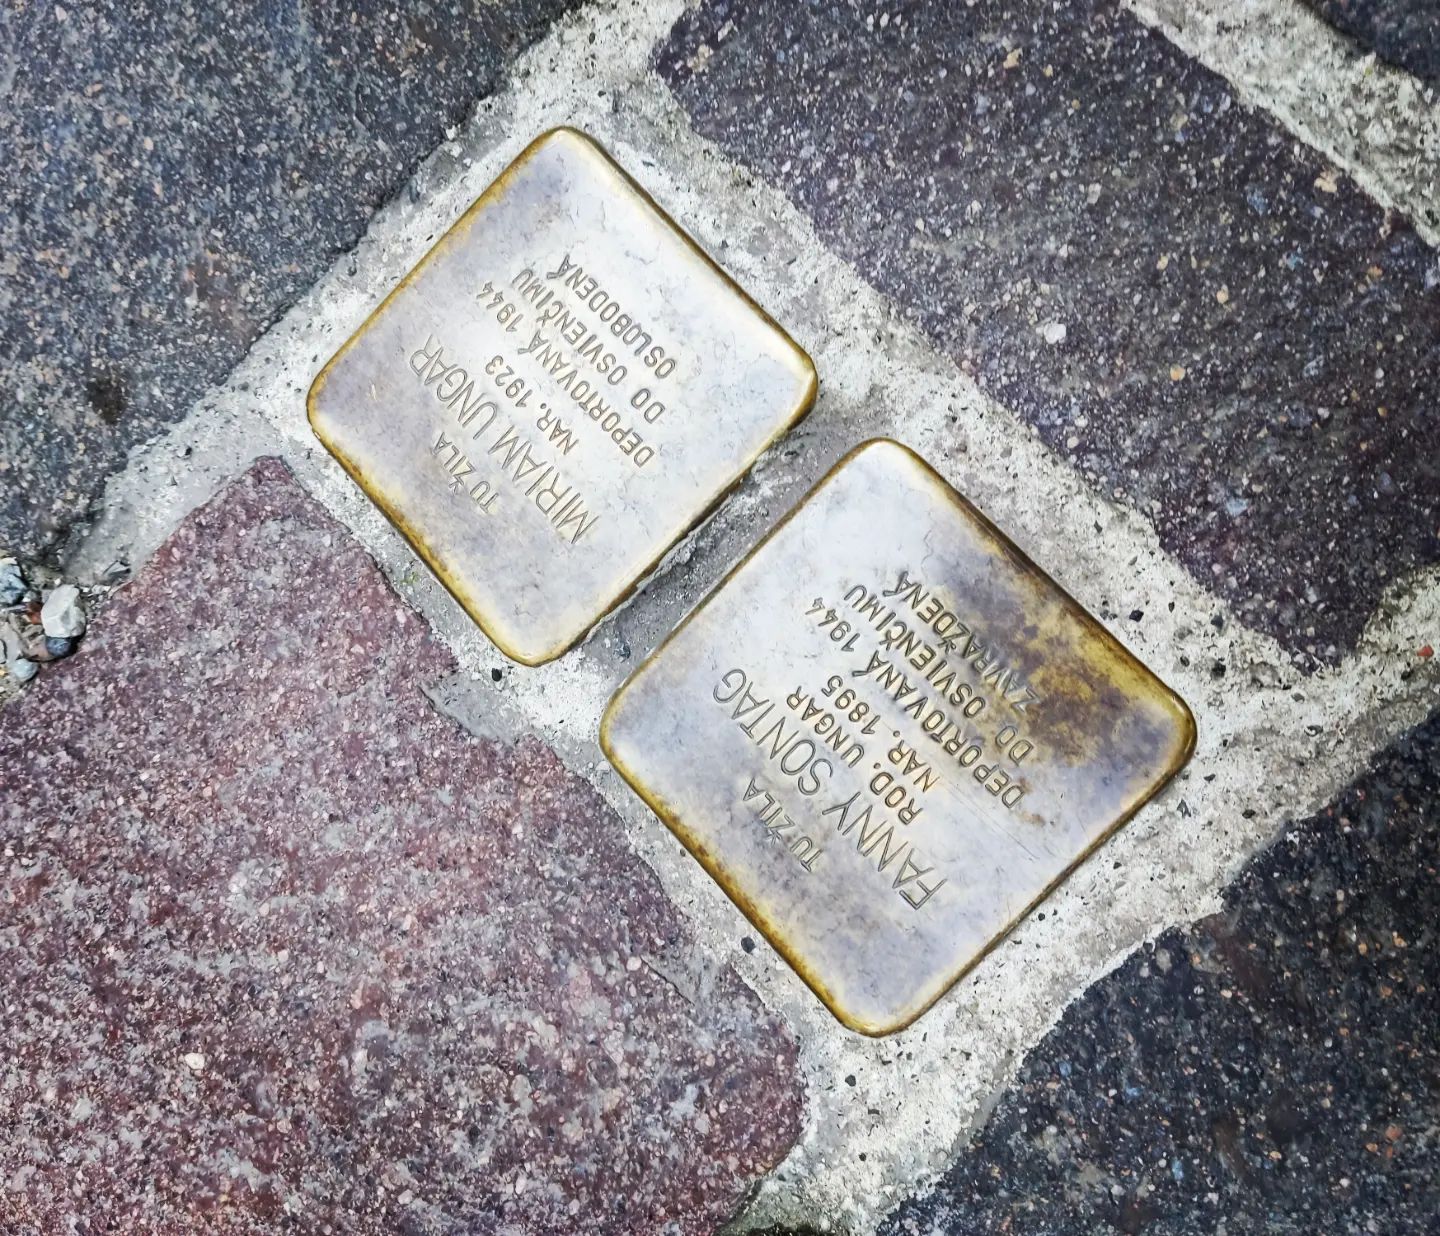 TU ŽILA
MIRIAM UNGAR
NAR. 1923
DEPORTOVANÁ 1944
DO OSVIENČIMU
OSLOBODENÁ
TU ŽILA
FANNY SONTAG
ROD. UNGAR
NAR. 1895
DEPORTOVANÁ 1944
DO OSVIENČIMU
ZAVRAŽDENÁ